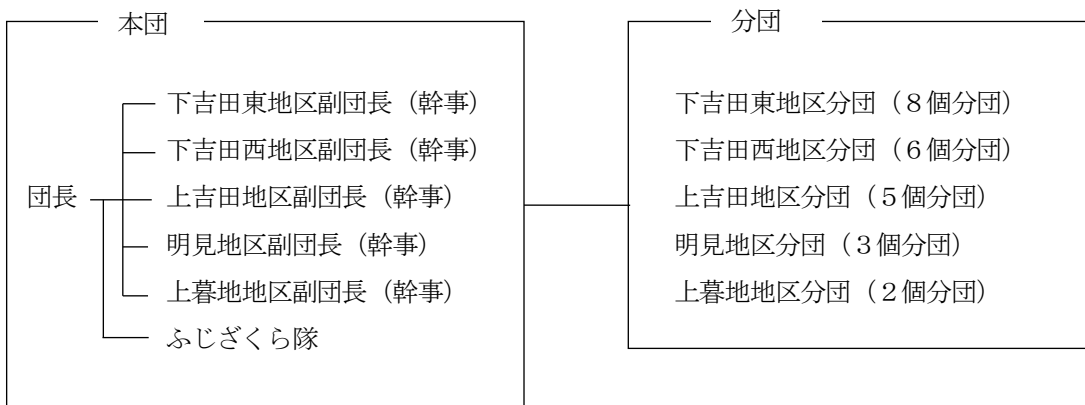 本団
下吉田東地区副団長（幹事）
下吉田西地区副団長（幹事）
団長
上吉田地区副団長（幹事）
明見地区副団長（幹事）
上暮地地区副団長（幹事）
ふじざくら隊
分団
下吉田東地区分団（８個分団）
下吉田西地区分団（６個分団）
上吉田地区分団（５個分団）
明見地区分団（３個分団）
上暮地地区分団（２個分団）